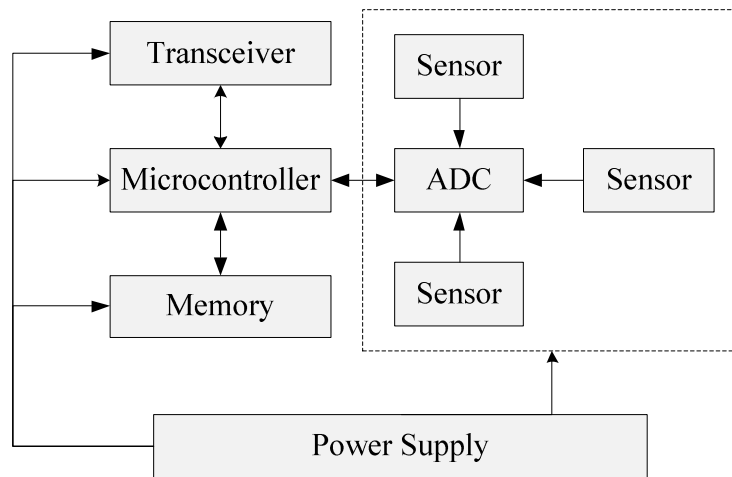 Transceiver
Sensor
Microcontroller
ADC
Sensor
Memory
Sensor
Power Supply